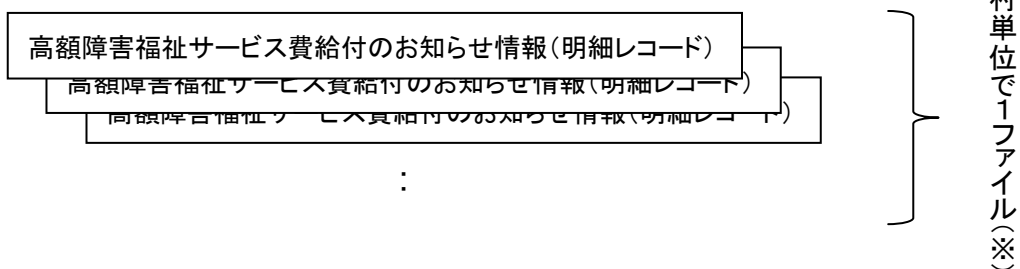 高額障害福祉サービス費給付のお知らせ情報（明細レコード）
高額障害福祉サービス費給付のお知らせ情報（明細レコード）
高額障害福祉サービス費給付のお知らせ情報（明細レコード）
：
村単位で１ファイル（※）